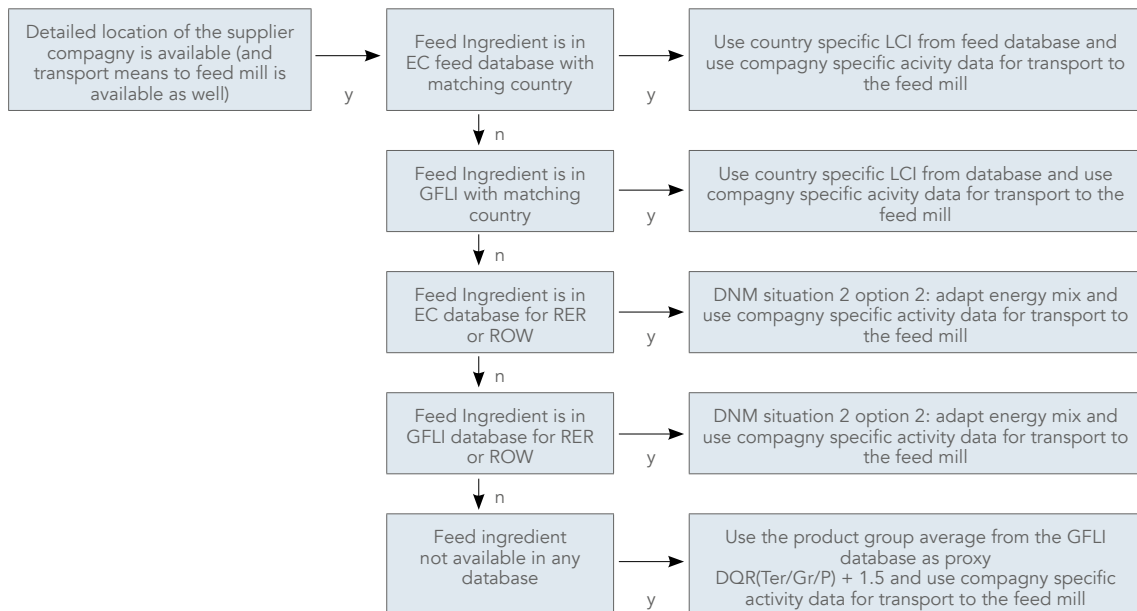 Detailed location of the supplier
compagny is available (and
transport means to feed mill is
available as well)
y
Feed Ingredient is in
EC feed database with
matching country
y
Use country specific LCI from feed database and
use compagny specific acivity data for transport to
the feed mill
n
Feed Ingredient is in
GFLI with matching
country
y
Use country specific LCI from database and use
compagny specific acivity data for transport to the
feed mill
n
Feed Ingredient is in
EC database for RER
or ROW
y
DNM situation 2 option 2: adapt energy mix and
use compagny specific activity data for transport to
the feed mill
n
Feed Ingredient is in
GFLI database for RER
or ROW
y
DNM situation 2 option 2: adapt energy mix and
use compagny specific activity data for transport to
the feed mill
n
Feed ingredient
not available in any
database
y
Use the product group average from the GFLI
database as proxy
DQR(Ter/Gr/P) + 1.5 and use compagny specific
activity data for transport to the feed mill